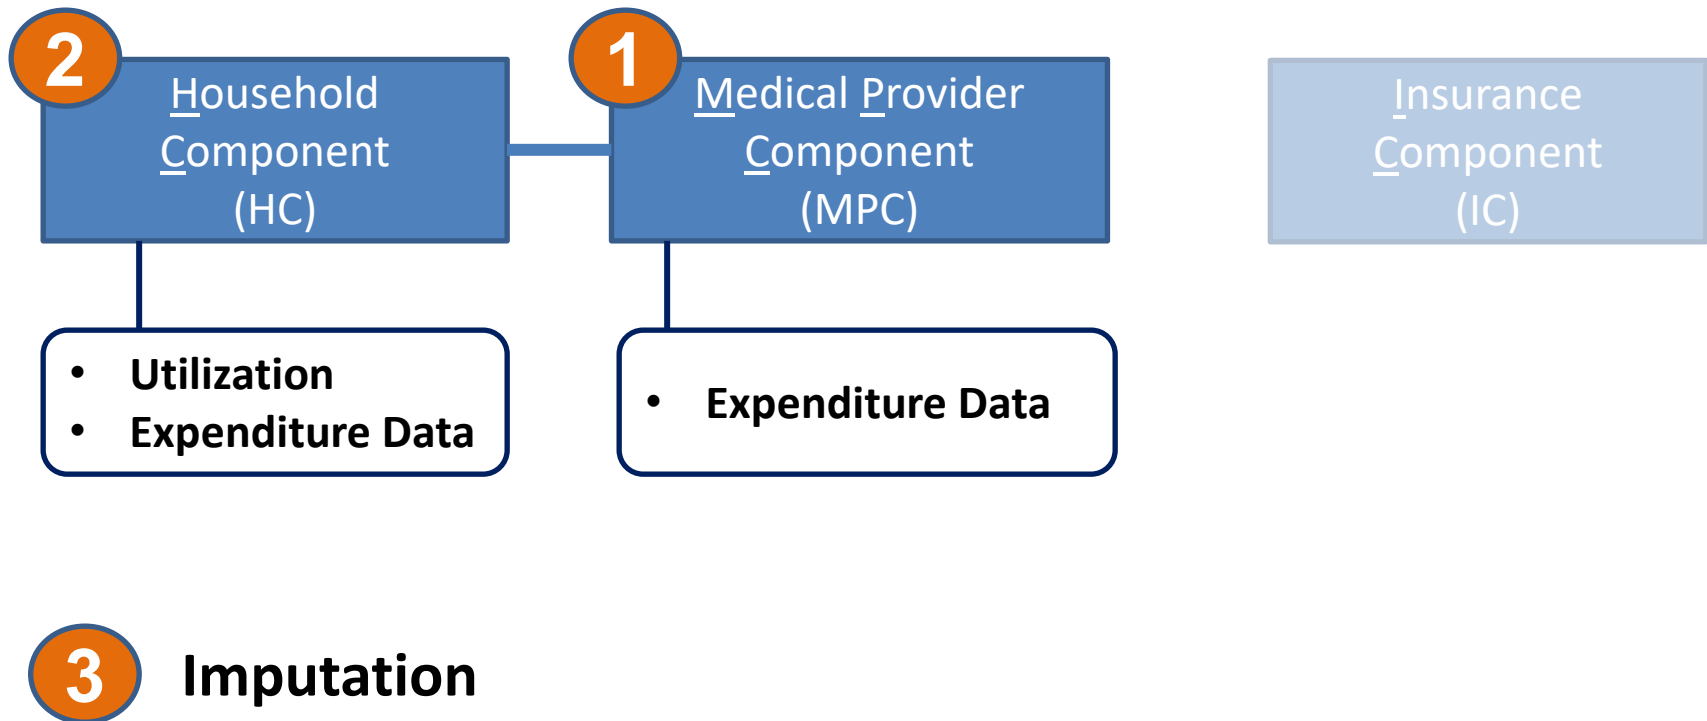 2
Household
Component
(HC)
1
Medical Provider
Component
(MPC)
Insurance
Component
(IC)
• Utilization
• Expenditure Data
• Expenditure Data
3 Imputation